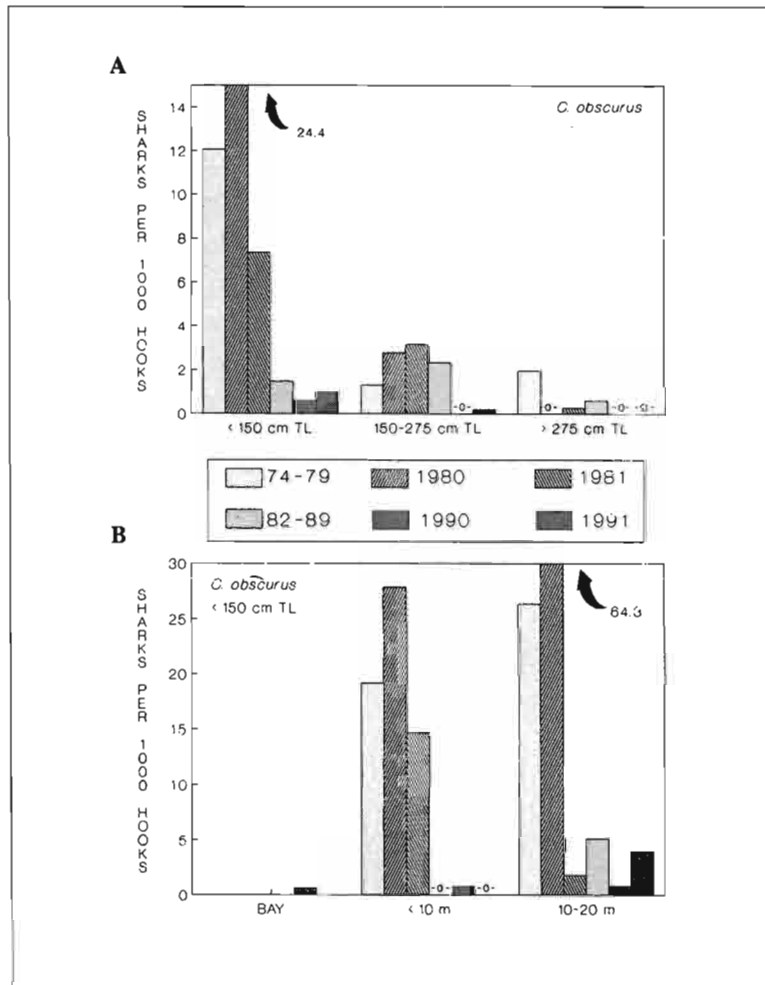 A
C. obscurus
24.4
SHARKS PER 1000 HOOKS
14
12
10
8
6
4
2
0
-0-
-0-
-0- -0-
< 150 cm TL
150-275 cm TL
> 275 cm TL
74-79
1980
1981
82-89
1990
1991
B
C. obscurus
< 150 cm TL
64.3
SHARKS PER 1000 HOOKS
30
25
20
15
10
5
0
-0-
-0-
BAY
< 10 m
10-20 m